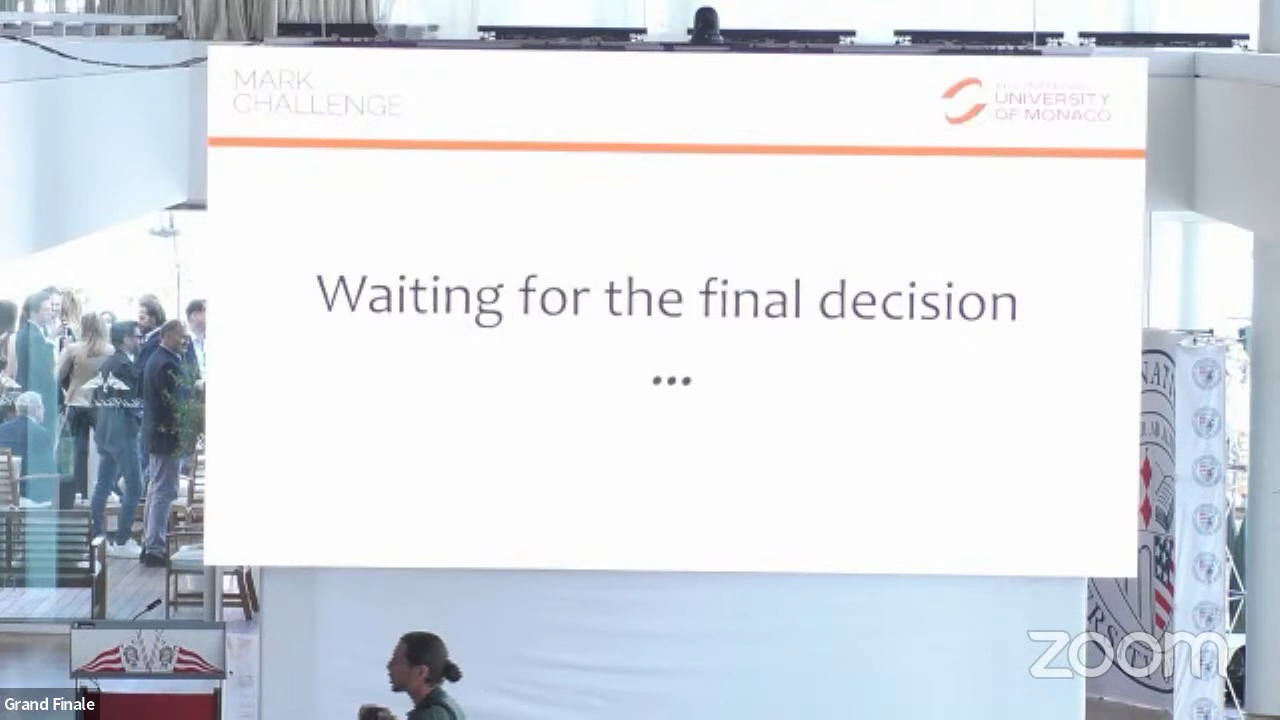 MARK
CHALLENGE
UNIVERSITY
OF MONACO
Waiting for the final decision
...
zoom
Grand Finale